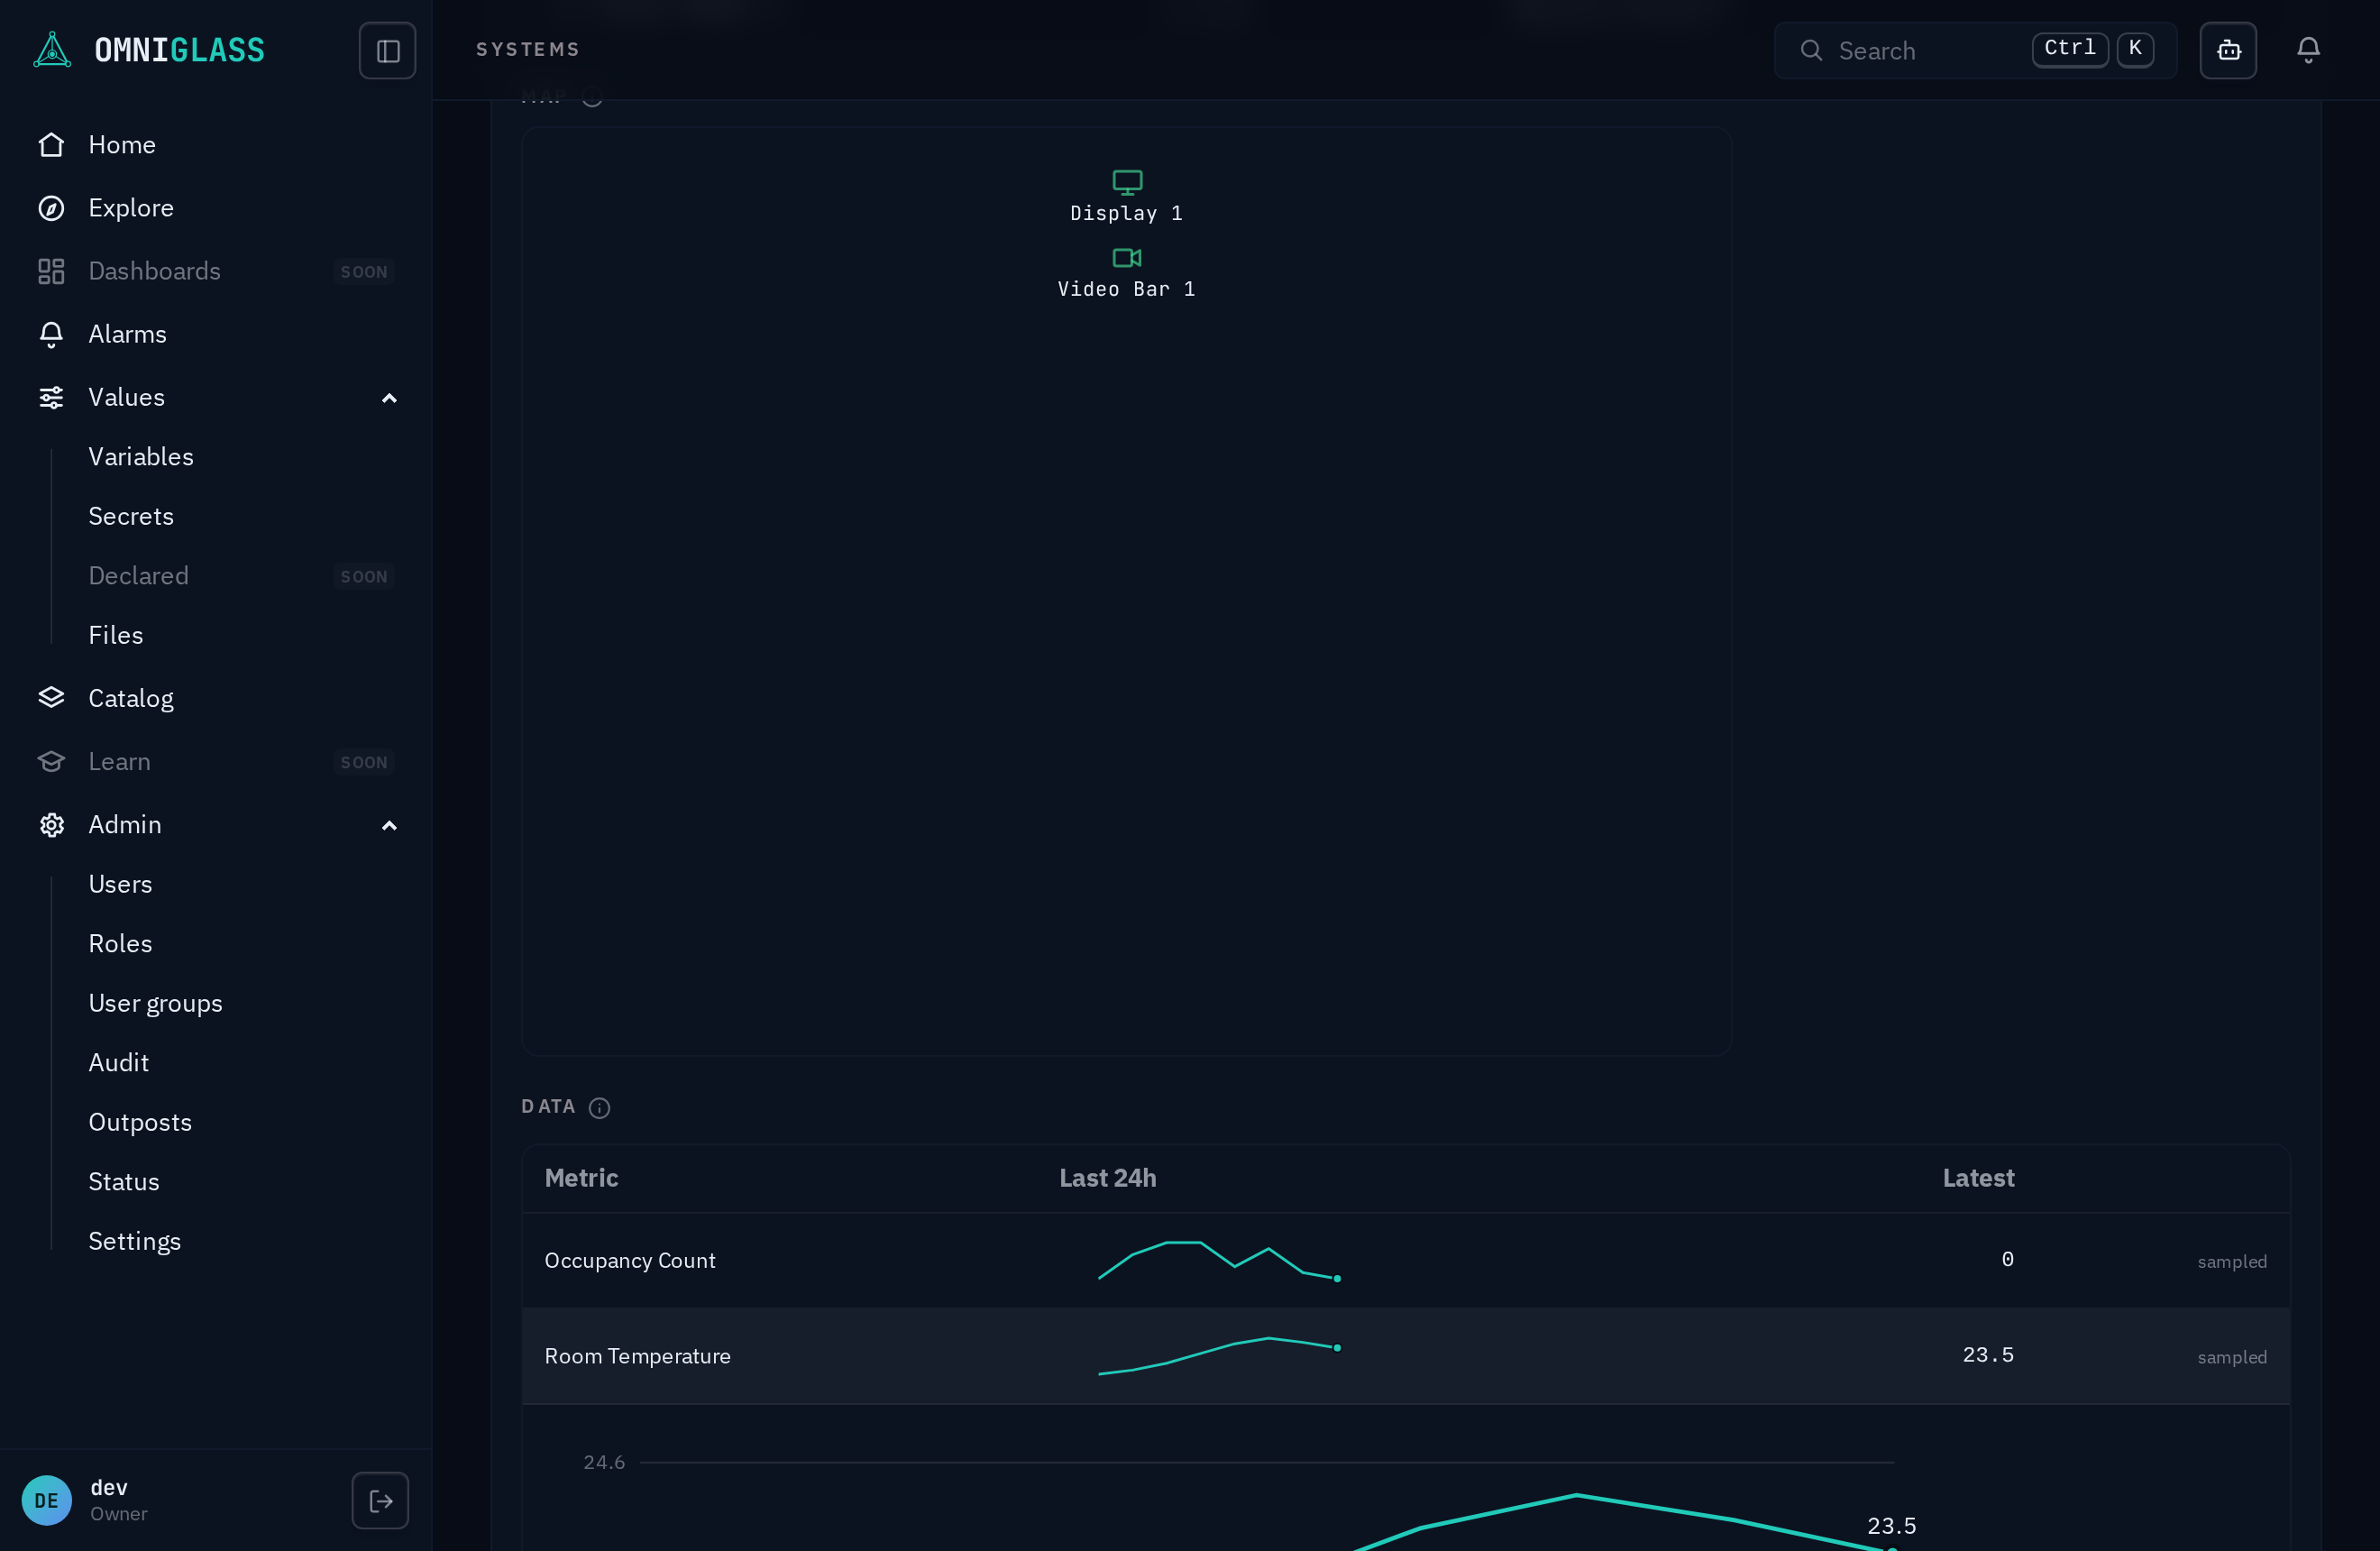 OMNIGLASS
SYSTEMS
Search
Ctrl
K
Home
Explore
Dashboards
SOON
Alarms
Values
Variables
Secrets
Declared
SOON
Files
Catalog
Learn
SOON
Admin
Users
Roles
User groups
Audit
Outposts
Status
Settings
DE
dev
Owner
MAP
Display 1
Video Bar 1
DATA
Metric
Last 24h
Latest
Occupancy Count
0
sampled
Room Temperature
23.5
sampled
24.6
23.5